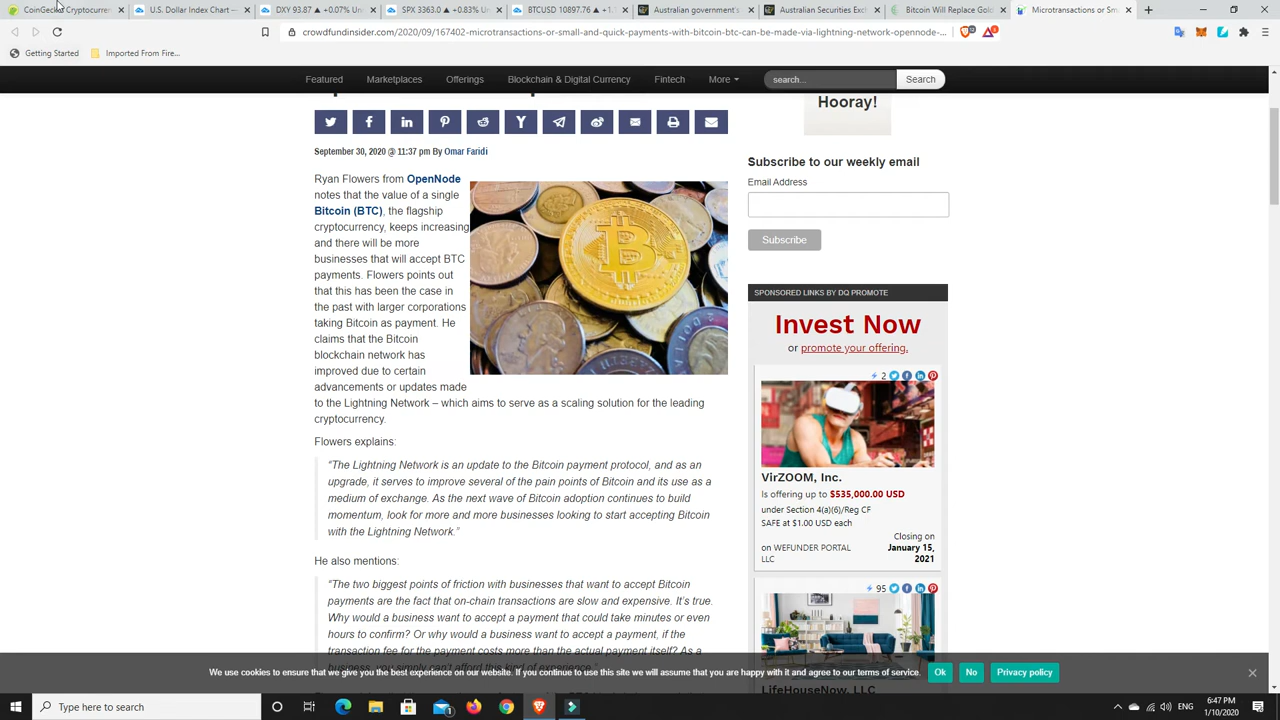 CoinGecko Cryptocurrenc
U.S. Dollar Index Chart —
DXY 93.85 ▲ +0.07% Un
SPX 3363.0 ▲ +0.83% Un
BTCUSD 10897.76 ▲ +1.
Australian government's
Australian Securities Exc
Bitcoin Will Replace Gol
Microtransactions or Sm
crowdfundinsider.com/2020/09/167402-microtransactions-or-small-and-quick-payments-with-bitcoin-btc-can-be-made-via-lightning-network-opennode-...
Getting Started
Imported From Fire...
Featured Marketplaces Offerings Blockchain & Digital Currency Fintech More search... Search
Hooray!
September 30, 2020 @ 11:37 pm By Omar Faridi
Ryan Flowers from OpenNode
notes that the value of a single
Bitcoin (BTC), the flagship
cryptocurrency, keeps increasing
and there will be more
businesses that will accept BTC
payments. Flowers points out
that this has been the case in
the past with larger corporations
taking Bitcoin as payment. He
claims that the Bitcoin
blockchain network has
improved due to certain
advancements or updates made
to the Lightning Network – which aims to serve as a scaling solution for the leading
cryptocurrency.
Flowers explains:
“The Lightning Network is an update to the Bitcoin payment protocol, and as an
upgrade, it serves to improve several of the pain points of Bitcoin and its use as a
medium of exchange. As the next wave of Bitcoin adoption continues to build
momentum, look for more and more businesses looking to start accepting Bitcoin
with the Lightning Network.”
He also mentions:
“The two biggest points of friction with businesses that want to accept Bitcoin
payments are the fact that on-chain transactions are slow and expensive. It’s true.
Why would a business want to accept a payment that could take minutes or even
hours to confirm? Or why would a business want to accept a payment, if the
transaction fee for the payment costs more than the actual payment itself? As a
business, you simply can’t afford this kind of experience.”
Subscribe to our weekly email
Email Address
Subscribe
SPONSORED LINKS BY DQ PROMOTE
Invest Now
or promote your offering.
2
VirZOOM, Inc.
Is offering up to $535,000.00 USD
under Section 4(a)(6)/Reg CF
SAFE at $1.00 USD each
Closing on
on WEFUNDER PORTAL LLC
January 15, 2021
95
LifeHouseNow, LLC
We use cookies to ensure that we give you the best experience on our website. If you continue to use this site we will assume that you are happy with it and agree to our terms of service. Ok No Privacy policy
Type here to search
ENG
6:47 PM
1/10/2020